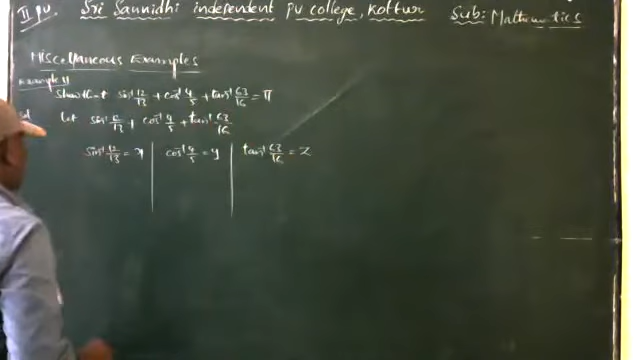 II PU. Sri Sannidhi independent PU college, Kottur Sub: Mathematics
Miscellaneous Examples
Example
Show that sin⁻¹ 12/13 + cos⁻¹ 4/5 + tan⁻¹ 63/16 = π
Let sin⁻¹ 12/13 + cos⁻¹ 4/5 + tan⁻¹ 63/16
sin⁻¹ 12/13 = x | cos⁻¹ 4/5 = y | tan⁻¹ 63/16 = z